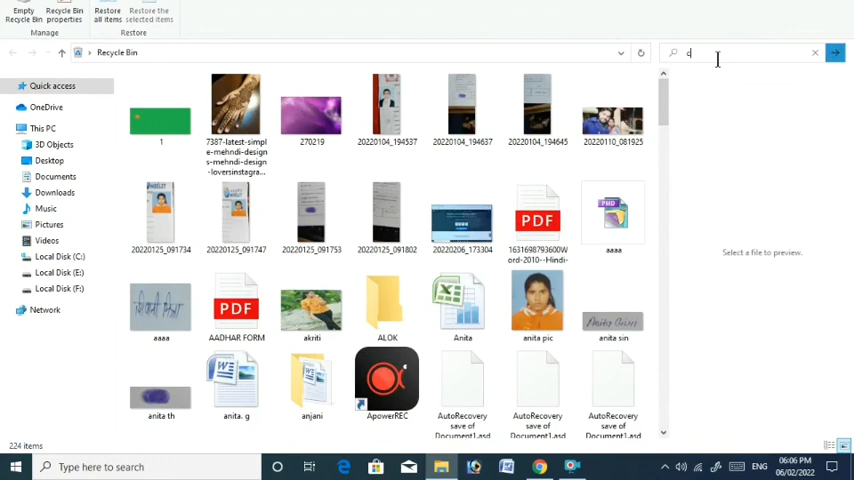 Empty Recycle Bin
Recycle Bin properties
Restore all items
Restore the selected items
Manage
Restore
Recycle Bin
c
Quick access
OneDrive
This PC
3D Objects
Desktop
Documents
Downloads
Music
Pictures
Videos
Local Disk (C:)
Local Disk (E:)
Local Disk (F:)
Network
1
7387-latest-simple-mehndi-designs-mehndi-design-loversinstagra...
270219
20220104_194537
20220104_194637
20220104_194645
20220110_081925
20220125_091734
20220125_091747
20220125_091753
20220125_091802
20220206_173304
PDF
1631698793600Word-2010--Hindi-
PMD
aaaa
aaaa
PDF
AADHAR FORM
akriti
ALOK
Anita
anita pic
anita sin
anita th
anita. g
anjani
ApowerREC
AutoRecovery save of Document1.asd
AutoRecovery save of Document1.asd
AutoRecovery save of Document1.asd
Select a file to preview.
224 items
Type here to search
ENG
06:06 PM
06/02/2022